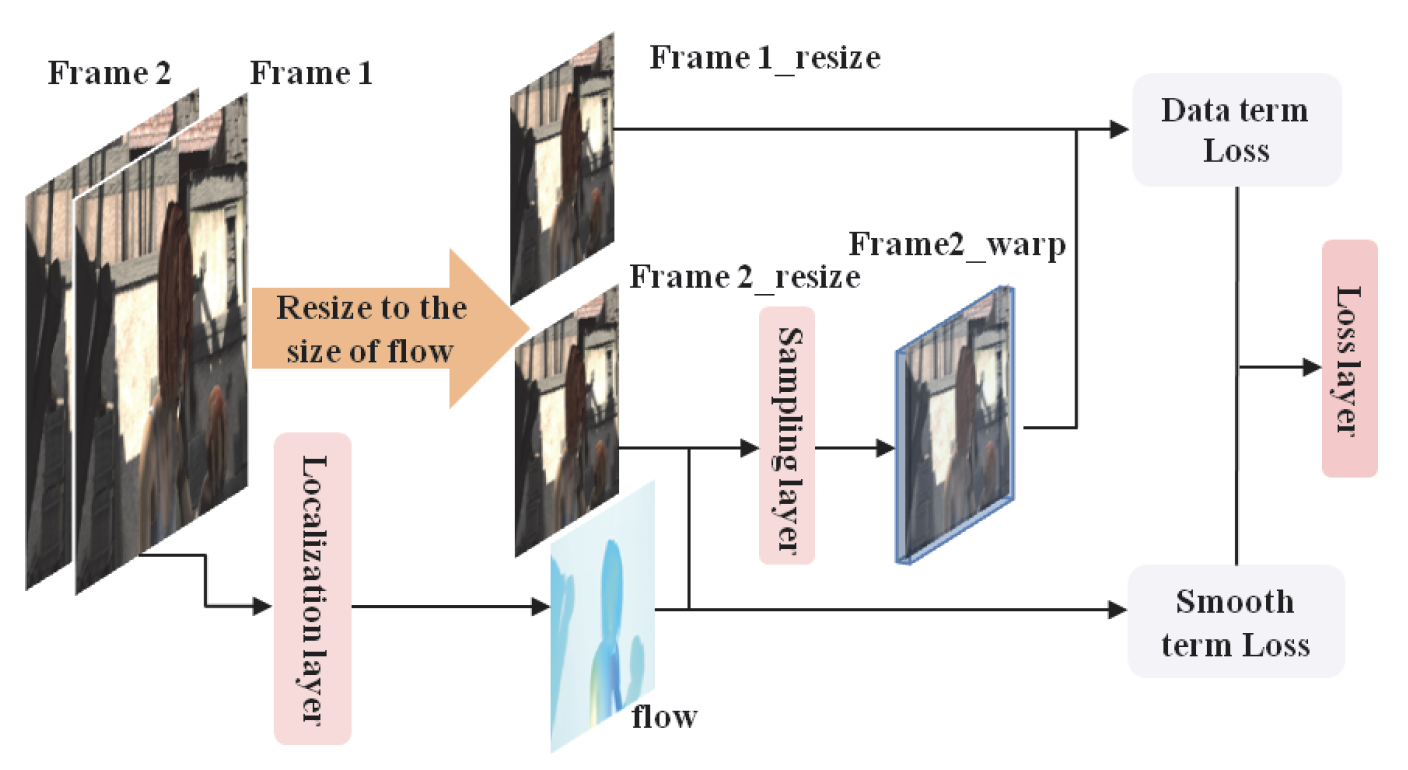 Frame 2
Frame 1
Frame 1_resize
Data term
Loss
Frame2_warp
Frame 2_resize
Resize to the
size of flow
Sampling layer
Loss layer
Localization layer
Smooth
term Loss
flow